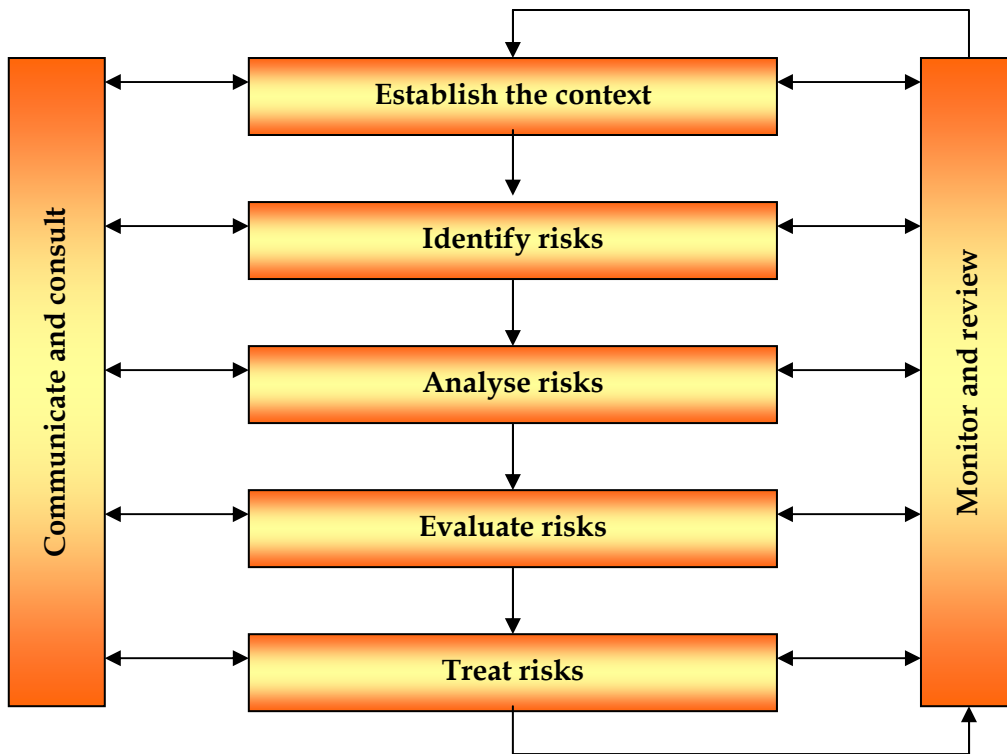 Establish the context
Identify risks
Analyse risks
Evaluate risks
Treat risks
Communicate and consult
Monitor and review